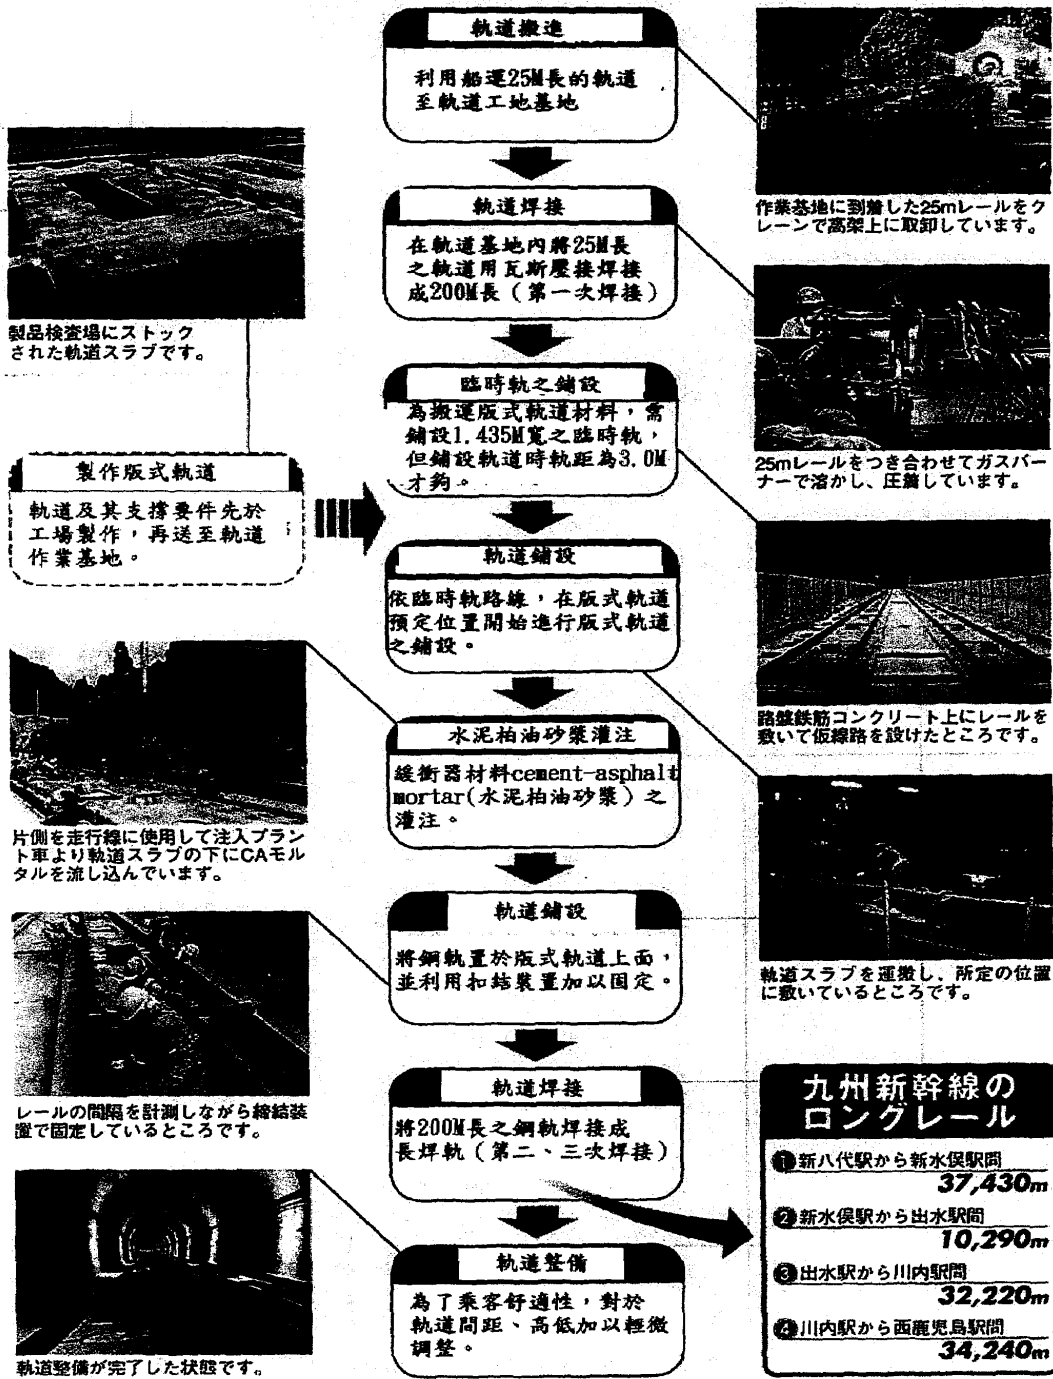 軌道搬進
利用船運25M長的軌道
至軌道工地基地
作業基地に到着した25mレールをク
レーンで高架上に取卸しています。
軌道焊接
在軌道基地內將25M長
之軌道用瓦斯壓接焊接
成200M長（第一次焊接）
25mレールをつき合わせてガスバー
ナーで溶かし、圧着しています。
臨時軌之鋪設
為搬運版式軌道材料，需
鋪設1.435M寬之臨時軌，
但鋪設軌道時軌距為3.0M
才夠。
路盤鉄筋コンクリート上にレールを
敷いて仮線路を設けたところです。
製品検査場にストック
された軌道スラブです。
製作版式軌道
軌道及其支撐要件先於
工場製作，再送至軌道
作業基地。
軌道鋪設
依臨時軌路線，在版式軌道
預定位置開始進行版式軌道
之鋪設。
軌道スラブを運搬し、所定の位置
に敷いているところです。
水泥柏油砂漿灌注
緩衝器材料cement-asphalt
mortar(水泥柏油砂漿）之
灌注。
片側を走行線に使用して注入プラン
ト車より軌道スラブの下にCAモル
タルを流し込んでいます。
軌道鋪設
將鋼軌置於版式軌道上面，
並利用扣結裝置加以固定。
レールの間隔を計測しながら締結装
置で固定しているところです。
軌道焊接
將200M長之鋼軌焊接成
長焊軌（第二、三次焊接）
軌道整備
為了乘客舒適性，對於
軌道間距、高低加以輕微
調整。
軌道整備が完了した状態です。
九州新幹線の
ロングレール
①新八代駅から新水俣駅間
37,430m
②新水俣駅から出水駅間
10,290m
③出水駅から川内駅間
32,220m
④川内駅から西鹿児島駅間
34,240m